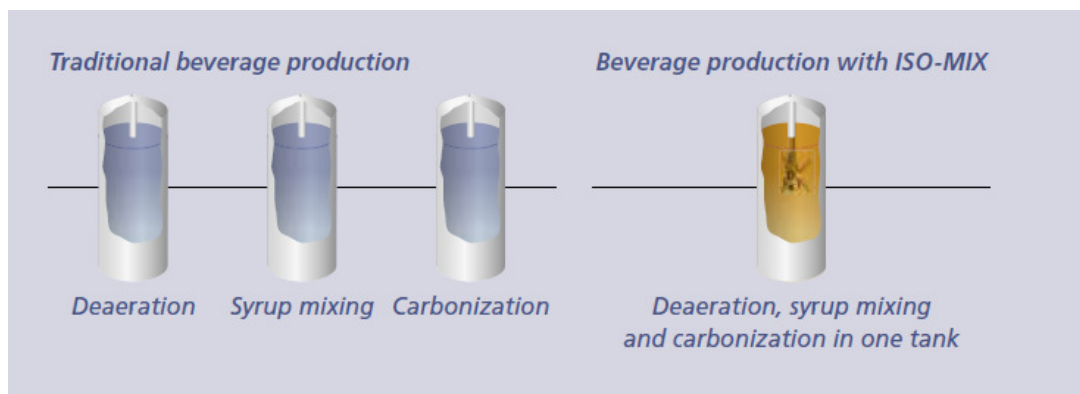 Traditional beverage production
Beverage production with ISO-MIX
Deaeration
Syrup mixing
Carbonization
Deaeration, syrup mixing
and carbonization in one tank